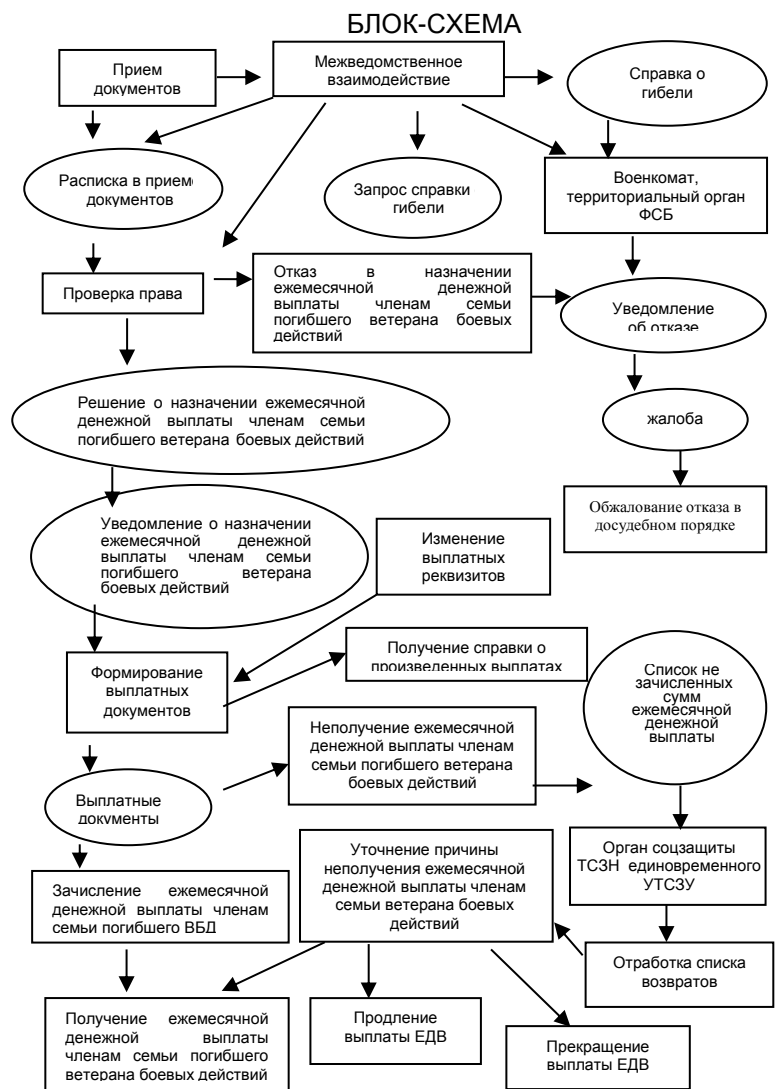 БЛОК-СХЕМА
Прием
документов
Межведомственное
взаимодействие
Справка о
гибели
Расписка в прием
документов
Запрос справки
гибели
Военкомат,
территориальный орган
ФСБ
Проверка права
Отказ в назначении
ежемесячной денежной
выплаты членам семьи
погибшего ветерана боевых
действий
Уведомление
об отказе
Решение о назначении ежемесячной
денежной выплаты членам семьи
погибшего ветерана боевых действий
жалоба
Обжалование отказа в
досудебном порядке
Уведомление о назначении
ежемесячной денежной
выплаты членам семьи
погибшего ветерана
боевых действий
Изменение
выплатных
реквизитов
Формирование
выплатных
документов
Получение справки о
произведенных выплатах
Список не
зачисленных
сумм
ежемесячной
денежной
выплаты
Неполучение ежемесячной
денежной выплаты членам
семьи погибшего ветерана
боевых действий
Выплатные
документы
Уточнение причины
неполучения ежемесячной
денежной выплаты членам
семьи ветерана боевых
действий
Орган соцзащиты
ТСЗН единовременного
УТСЗУ
Зачисление ежемесячной
денежной выплаты членам
семьи погибшего ВБД
Отработка списка
возвратов
Получение ежемесячной
денежной выплаты
членам семьи погибшего
ветерана боевых действий
Продление
выплаты ЕДВ
Прекращение
выплаты ЕДВ